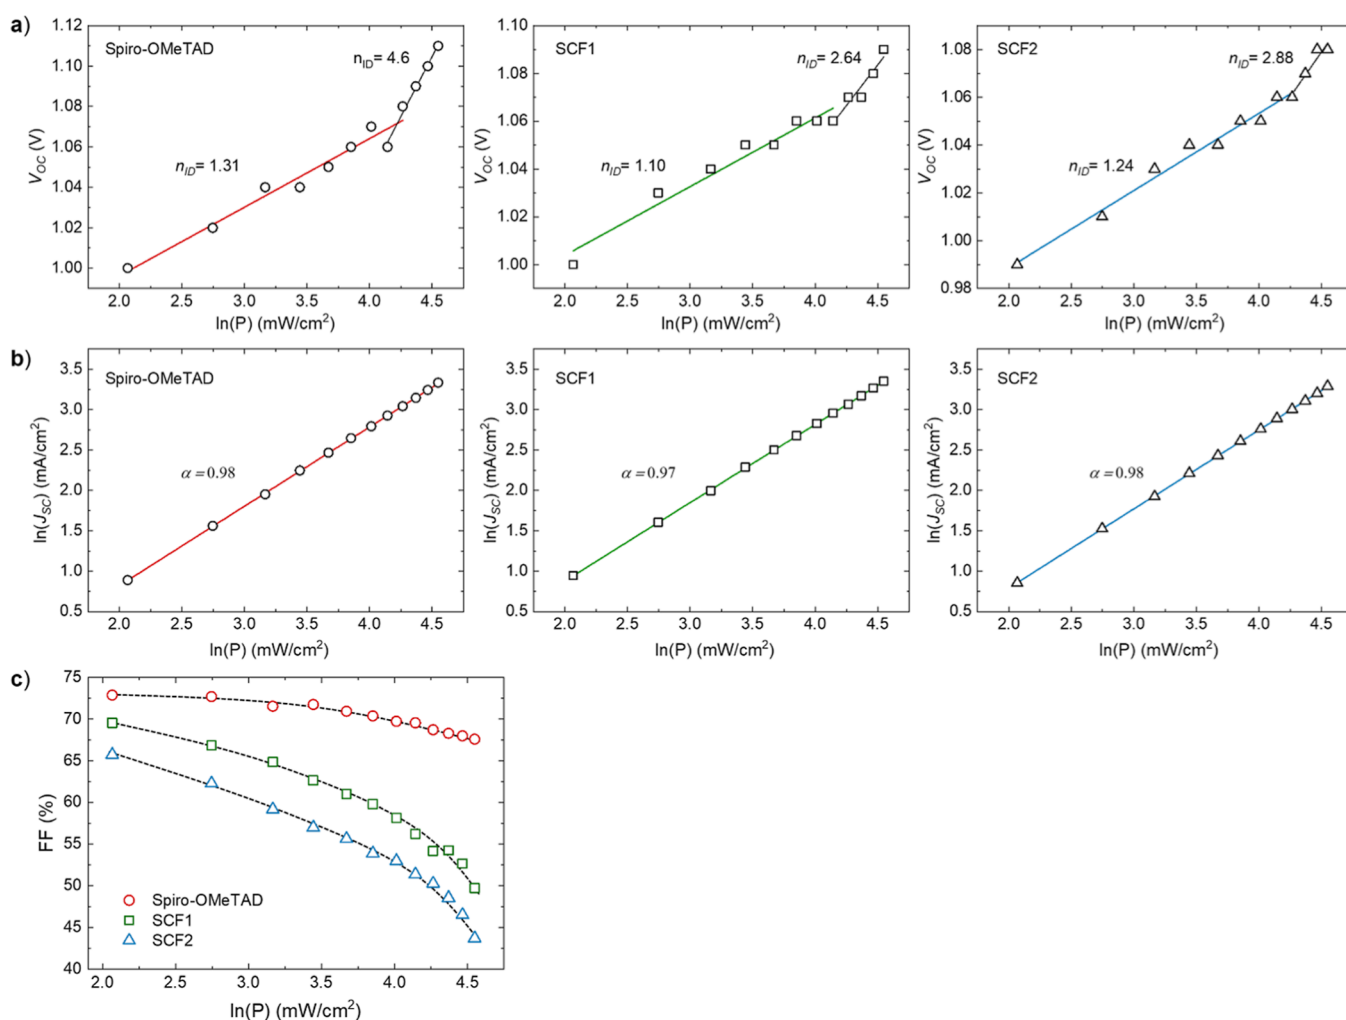 a)
Spiro-OMeTAD
n_ID= 4.6
n_ID= 1.31
V_OC (V)
1.12
1.10
1.08
1.06
1.04
1.02
1.00
2.0 2.5 3.0 3.5 4.0 4.5
ln(P) (mW/cm²)
SCF1
n_ID= 2.64
n_ID= 1.10
V_OC (V)
1.10
1.08
1.06
1.04
1.02
1.00
2.0 2.5 3.0 3.5 4.0 4.5
ln(P) (mW/cm²)
SCF2
n_ID= 2.88
n_ID= 1.24
V_OC (V)
1.08
1.06
1.04
1.02
1.00
0.98
2.0 2.5 3.0 3.5 4.0 4.5
ln(P) (mW/cm²)
b)
Spiro-OMeTAD
α = 0.98
ln(J_SC) (mA/cm²)
3.5
3.0
2.5
2.0
1.5
1.0
0.5
2.0 2.5 3.0 3.5 4.0 4.5
ln(P) (mW/cm²)
SCF1
α = 0.97
ln(J_SC) (mA/cm²)
3.5
3.0
2.5
2.0
1.5
1.0
0.5
2.0 2.5 3.0 3.5 4.0 4.5
ln(P) (mW/cm²)
SCF2
α = 0.98
ln(J_SC) (mA/cm²)
3.5
3.0
2.5
2.0
1.5
1.0
0.5
2.0 2.5 3.0 3.5 4.0 4.5
ln(P) (mW/cm²)
c)
FF (%)
75
70
65
60
55
50
45
40
Spiro-OMeTAD
SCF1
SCF2
2.0 2.5 3.0 3.5 4.0 4.5
ln(P) (mW/cm²)